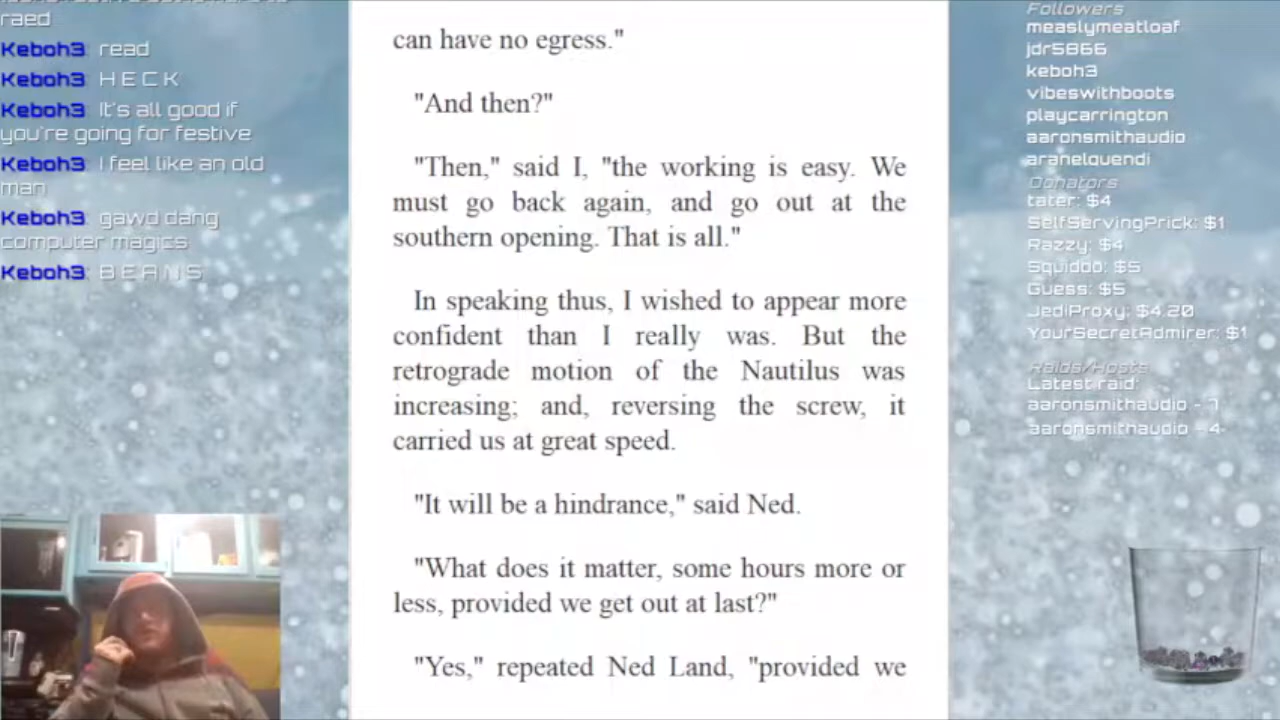 raed
Keboh3: read
Keboh3: H E C K
Keboh3: It's all good if
you're going for festive
Keboh3: I feel like an old
man
Keboh3: gawd dang
computer magics
Keboh3: B E A N S
can have no egress."
"And then?"
"Then," said I, "the working is easy. We
must go back again, and go out at the
southern opening. That is all."
In speaking thus, I wished to appear more
confident than I really was. But the
retrograde motion of the Nautilus was
increasing; and, reversing the screw, it
carried us at great speed.
"It will be a hindrance," said Ned.
"What does it matter, some hours more or
less, provided we get out at last?"
"Yes," repeated Ned Land, "provided we
Followers
measlymeatloaf
jdr5866
keboh3
vibeswithboots
playcarrington
aaronsmithaudio
aranelquendi
Donators
tater: $4
SelfServingPrick: $1
Razzy: $4
Squidoo: $5
Guess: $5
JediProxy: $4.20
YourSecretAdmirer: $1
Raids/Hosts
Latest raid:
aaronsmithaudio - 7
aaronsmithaudio - 4